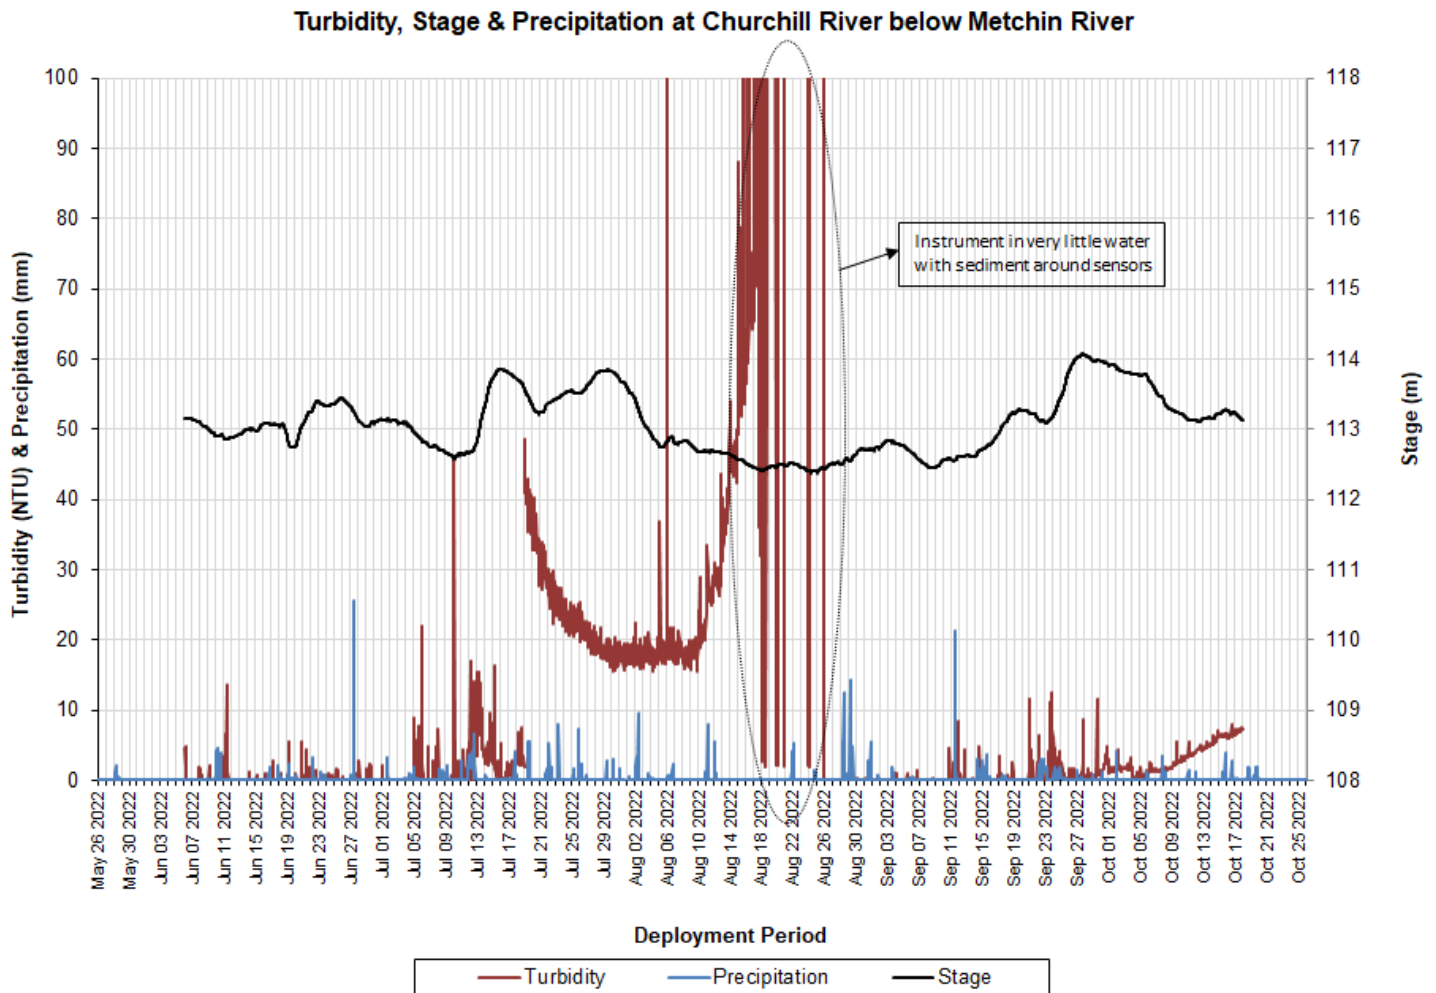 Turbidity, Stage & Precipitation at Churchill River below Metchin River
100
90
80
70
60
50
40
30
20
10
0
118
117
116
115
114
113
112
111
110
109
108
Turbidity (NTU) & Precipitation (mm)
Stage (m)
Instrument in very little water
with sediment around sensors
May 26 2022
May 30 2022
Jun 03 2022
Jun 07 2022
Jun 11 2022
Jun 15 2022
Jun 19 2022
Jun 23 2022
Jun 27 2022
Jul 01 2022
Jul 05 2022
Jul 09 2022
Jul 13 2022
Jul 17 2022
Jul 21 2022
Jul 25 2022
Jul 29 2022
Aug 02 2022
Aug 06 2022
Aug 10 2022
Aug 14 2022
Aug 18 2022
Aug 22 2022
Aug 26 2022
Aug 30 2022
Sep 03 2022
Sep 07 2022
Sep 11 2022
Sep 15 2022
Sep 19 2022
Sep 23 2022
Sep 27 2022
Oct 01 2022
Oct 05 2022
Oct 09 2022
Oct 13 2022
Oct 17 2022
Oct 21 2022
Oct 25 2022
Deployment Period
Turbidity Precipitation Stage